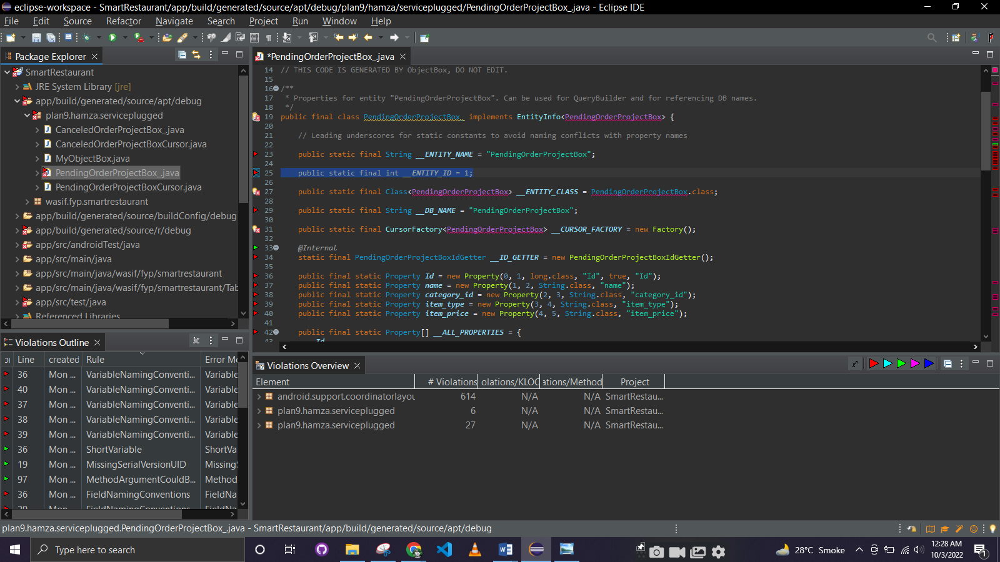 eclipse-workspace - SmartRestaurant/app/build/generated/source/apt/debug/plan9/hamza/serviceplugged/PendingOrderProjectBox_.java - Eclipse IDE
File Edit Source Refactor Navigate Search Project Run Window Help
Package Explorer
SmartRestaurant
JRE System Library [jre]
app/build/generated/source/apt/debug
plan9.hamza.serviceplugged
CanceledOrderProjectBox_.java
CanceledOrderProjectBoxCursor.java
MyObjectBox.java
PendingOrderProjectBox_.java
PendingOrderProjectBoxCursor.java
wasif.fyp.smartrestaurant
app/build/generated/source/buildConfig/debug
app/build/generated/source/r/debug
app/src/androidTest/java
app/src/main/java
app/src/main/java/wasif/fyp/smartrestaurant
app/src/main/java/wasif/fyp/smartrestaurant/Tab
app/src/test/java
Referenced Libraries
*PendingOrderProjectBox_.java
14 // THIS CODE IS GENERATED BY ObjectBox, DO NOT EDIT.
15
16 /**
17 * Properties for entity "PendingOrderProjectBox". Can be used for QueryBuilder and for referencing DB names.
18 */
19 public final class PendingOrderProjectBox_ implements EntityInfo<PendingOrderProjectBox> {
20
21 // Leading underscores for static constants to avoid naming conflicts with property names
22
23 public static final String __ENTITY_NAME = "PendingOrderProjectBox";
24
25 public static final int __ENTITY_ID = 1;
26
27 public static final Class<PendingOrderProjectBox> __ENTITY_CLASS = PendingOrderProjectBox.class;
28
29 public static final String __DB_NAME = "PendingOrderProjectBox";
30
31 public static final CursorFactory<PendingOrderProjectBox> __CURSOR_FACTORY = new Factory();
32
33 @Internal
34 static final PendingOrderProjectBoxIdGetter __ID_GETTER = new PendingOrderProjectBoxIdGetter();
35
36 public final static Property Id = new Property(0, 1, long.class, "Id", true, "Id");
37 public final static Property name = new Property(1, 2, String.class, "name");
38 public final static Property category_id = new Property(2, 3, String.class, "category_id");
39 public final static Property item_type = new Property(3, 4, String.class, "item_type");
40 public final static Property item_price = new Property(4, 5, String.class, "item_price");
41
42 public final static Property[] __ALL_PROPERTIES = {
43 Id
Violations Outline
Line created Rule Error Me
36 Mon ... VariableNamingConventi... Variable
40 Mon ... VariableNamingConventi... Variable
37 Mon ... VariableNamingConventi... Variable
38 Mon ... VariableNamingConventi... Variable
39 Mon ... VariableNamingConventi... Variable
36 Mon ... ShortVariable ShortVa
19 Mon ... MissingSerialVersionUID Missing
97 Mon ... MethodArgumentCouldB... Method
36 Mon ... FieldNamingConventions FieldNa
Mon ... FieldNamingConventions FieldNa
Violations Overview
Element # Violations olations/KLOC ations/Method Project
android.support.coordinatorlayou 614 N/A N/A SmartRestau...
plan9.hamza.serviceplugged 6 N/A N/A SmartRestau...
plan9.hamza.serviceplugged 27 N/A N/A SmartRestau...
plan9.hamza.serviceplugged.PendingOrderProjectBox_.java - SmartRestaurant/app/build/generated/source/apt/debug
Type here to search
28°C Smoke
12:28 AM
10/3/2022
1